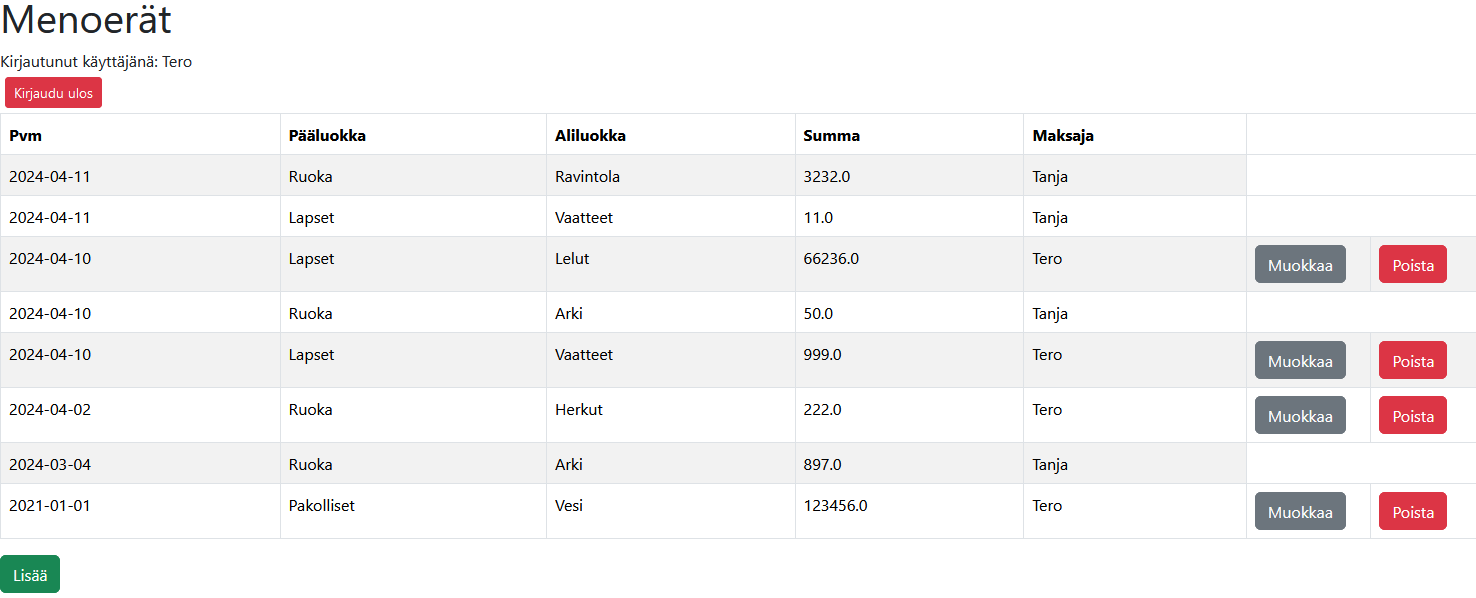 Menoerät
Kirjautunut käyttäjänä: Tero
Kirjaudu ulos
Pvm Pääluokka Aliluokka Summa Maksaja
2024-04-11 Ruoka Ravintola 3232.0 Tanja
2024-04-11 Lapset Vaatteet 11.0 Tanja
2024-04-10 Lapset Lelut 66236.0 Tero Muokkaa Poista
2024-04-10 Ruoka Arki 50.0 Tanja
2024-04-10 Lapset Vaatteet 999.0 Tero Muokkaa Poista
2024-04-02 Ruoka Herkut 222.0 Tero Muokkaa Poista
2024-03-04 Ruoka Arki 897.0 Tanja
2021-01-01 Pakolliset Vesi 123456.0 Tero Muokkaa Poista
Lisää